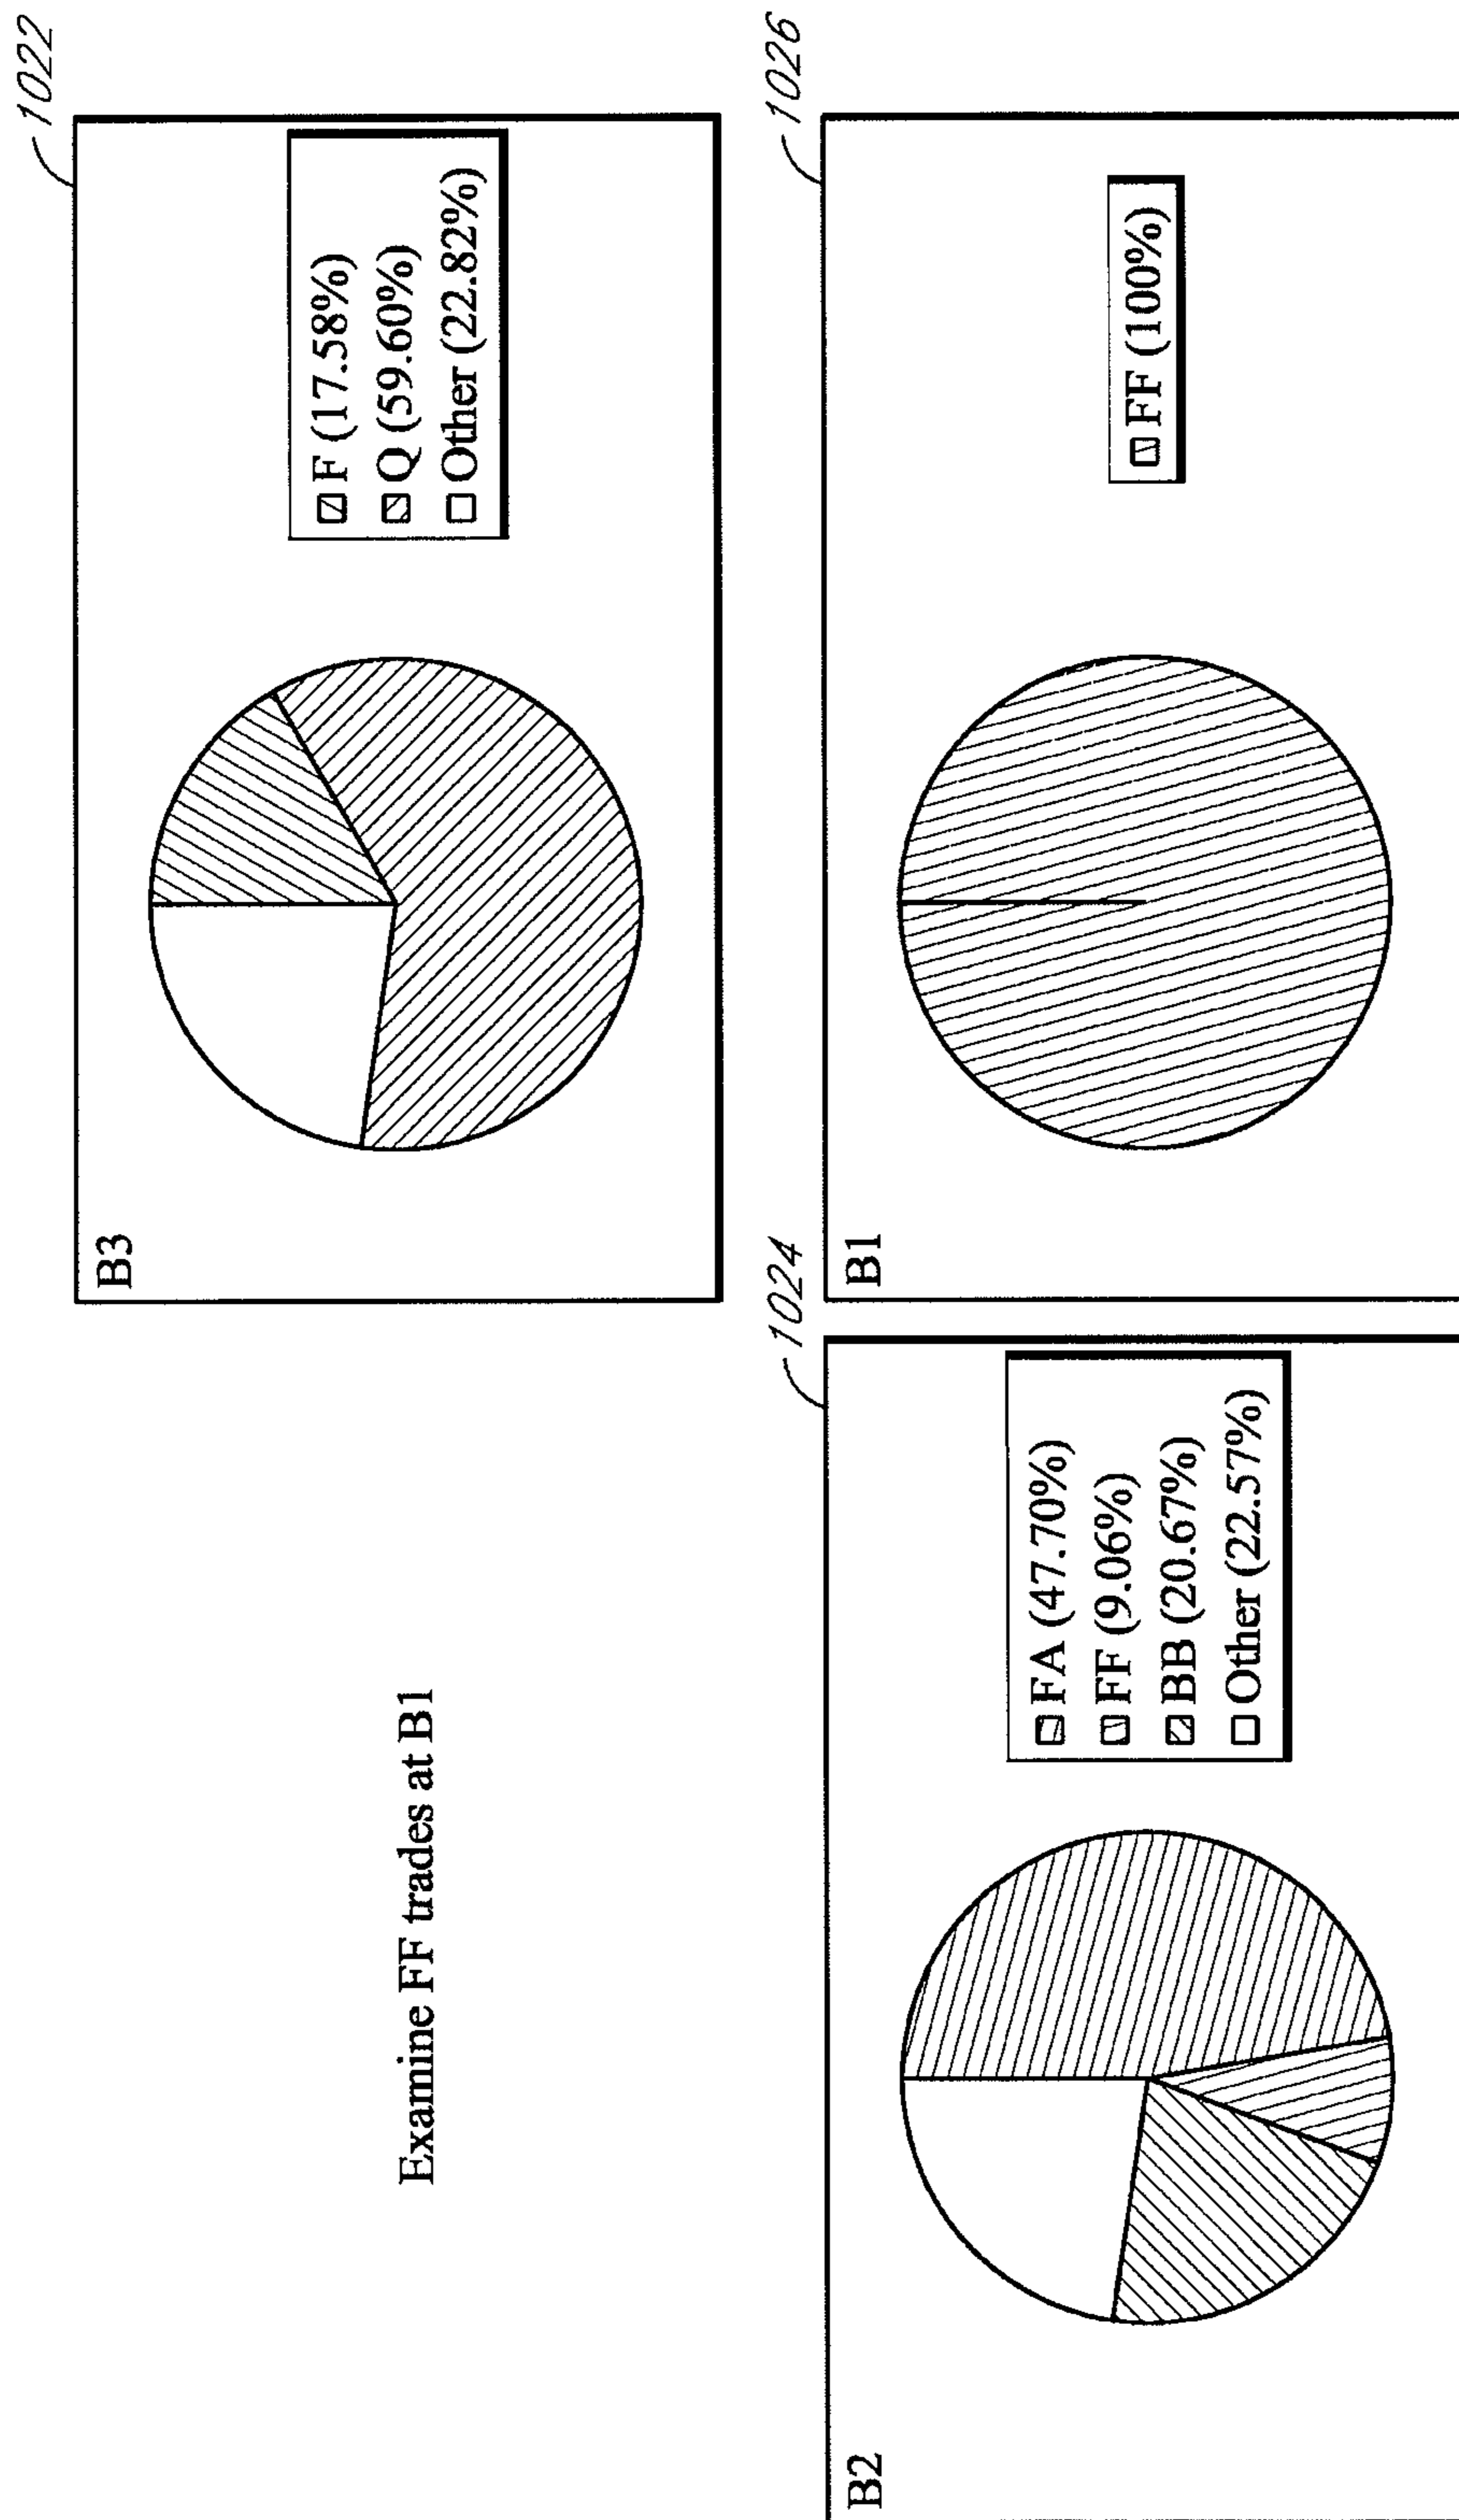 Examine FF trades at B1
1022
B3
F (17.58%)
Q (59.60%)
Other (22.82%)
1024
B2
FA (47.70%)
FF (9.06%)
BB (20.67%)
Other (22.57%)
1026
B1
FF (100%)